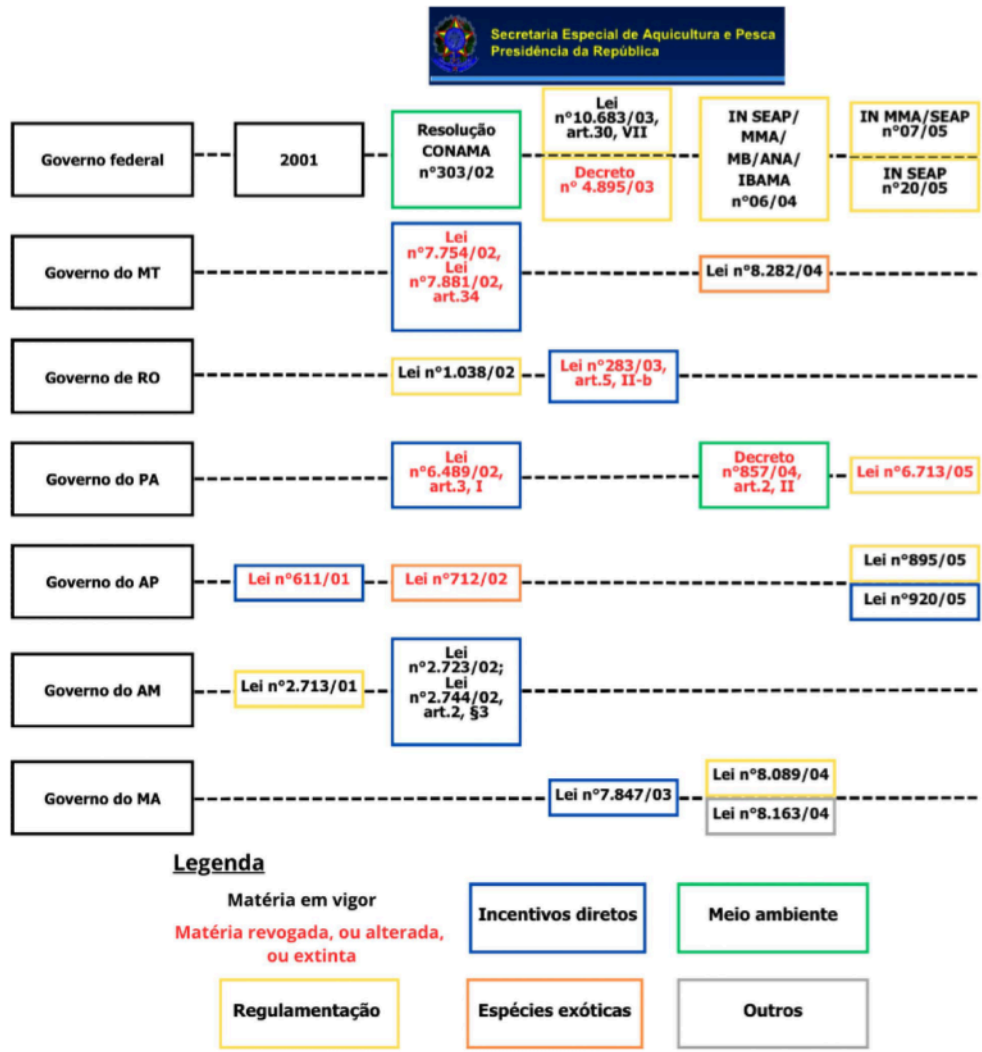 Secretaria Especial de Aquicultura e Pesca
Presidência da República
Governo federal
2001
Resolução
CONAMA
nº303/02
Lei
nº10.683/03,
art.30, VII
Decreto
nº 4.895/03
IN SEAP/
MMA/
MB/ANA/
IBAMA
nº06/04
IN MMA/SEAP
nº07/05
IN SEAP
nº20/05
Governo do MT
Lei
nº7.754/02,
Lei
nº7.881/02,
art.34
Lei nº8.282/04
Governo de RO
Lei nº1.038/02
Lei nº283/03,
art.5, II-b
Governo do PA
Lei
nº6.489/02,
art.3, I
Decreto
nº857/04,
art.2, II
Lei nº6.713/05
Governo do AP
Lei nº611/01
Lei nº712/02
Lei nº895/05
Lei nº920/05
Governo do AM
Lei nº2.713/01
Lei
nº2.723/02;
Lei
nº2.744/02,
art.2, §3
Governo do MA
Lei nº7.847/03
Lei nº8.089/04
Lei nº8.163/04
Legenda
Matéria em vigor
Matéria revogada, ou alterada,
ou extinta
Incentivos diretos
Meio ambiente
Regulamentação
Espécies exóticas
Outros